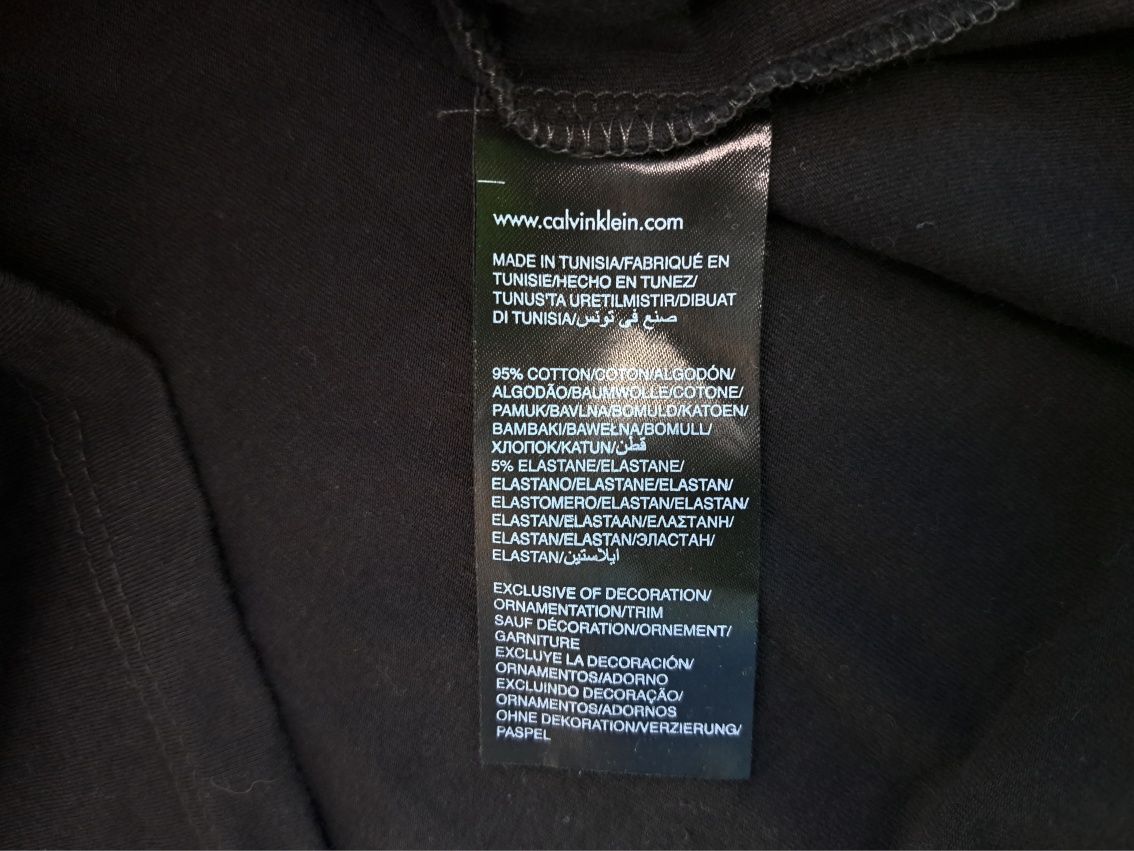 www.calvinklein.com
MADE IN TUNISIA/FABRIQUÉ EN
TUNISIE/HECHO EN TUNEZ/
TUNUS'TA URETILMISTIR/DIBUAT
DI TUNISIA/صنع في تونس
95% COTTON/COTON/ALGODÓN/
ALGODÃO/BAUMWOLLE/COTONE/
PAMUK/BAVLNA/BOMULD/KATOEN/
BAMBAKI/BAWEŁNA/BOMULL/
ХЛОПОК/KATUN/قطن
5% ELASTANE/ELASTANE/
ELASTANO/ELASTANE/ELASTAN/
ELASTOMERO/ELASTAN/ELASTAN/
ELASTAN/ELASTAAN/ΕΛΑΣΤΑΝΗ/
ELASTAN/ELASTAN/ЭЛАСТАН/
ELASTAN/ايلاستين
EXCLUSIVE OF DECORATION/
ORNAMENTATION/TRIM
SAUF DÉCORATION/ORNEMENT/
GARNITURE
EXCLUYE LA DECORACIÓN/
ORNAMENTOS/ADORNO
EXCLUINDO DECORAÇÃO/
ORNAMENTOS/ADORNOS
OHNE DEKORATION/VERZIERUNG/
PASPEL